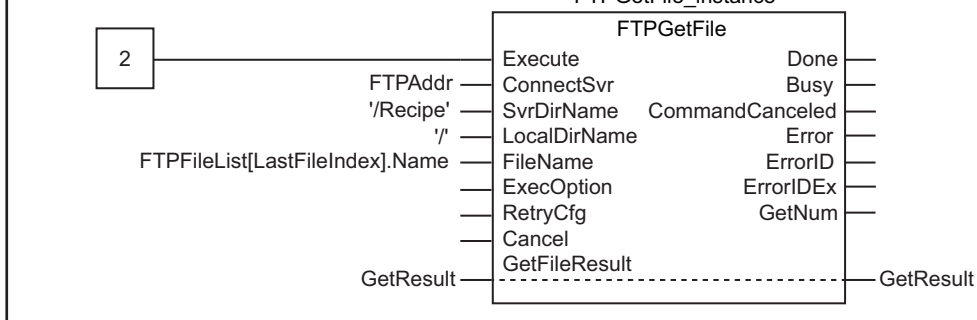 FTPGetFile_instance
FTPGetFile
2
Execute Done
FTPAddr ConnectSvr Busy
'/Recipe' SvrDirName CommandCanceled
'/' LocalDirName Error
FTPFileList[LastFileIndex].Name FileName ErrorID
ExecOption ErrorIDEx
RetryCfg GetNum
Cancel
GetFileResult
GetResult GetResult